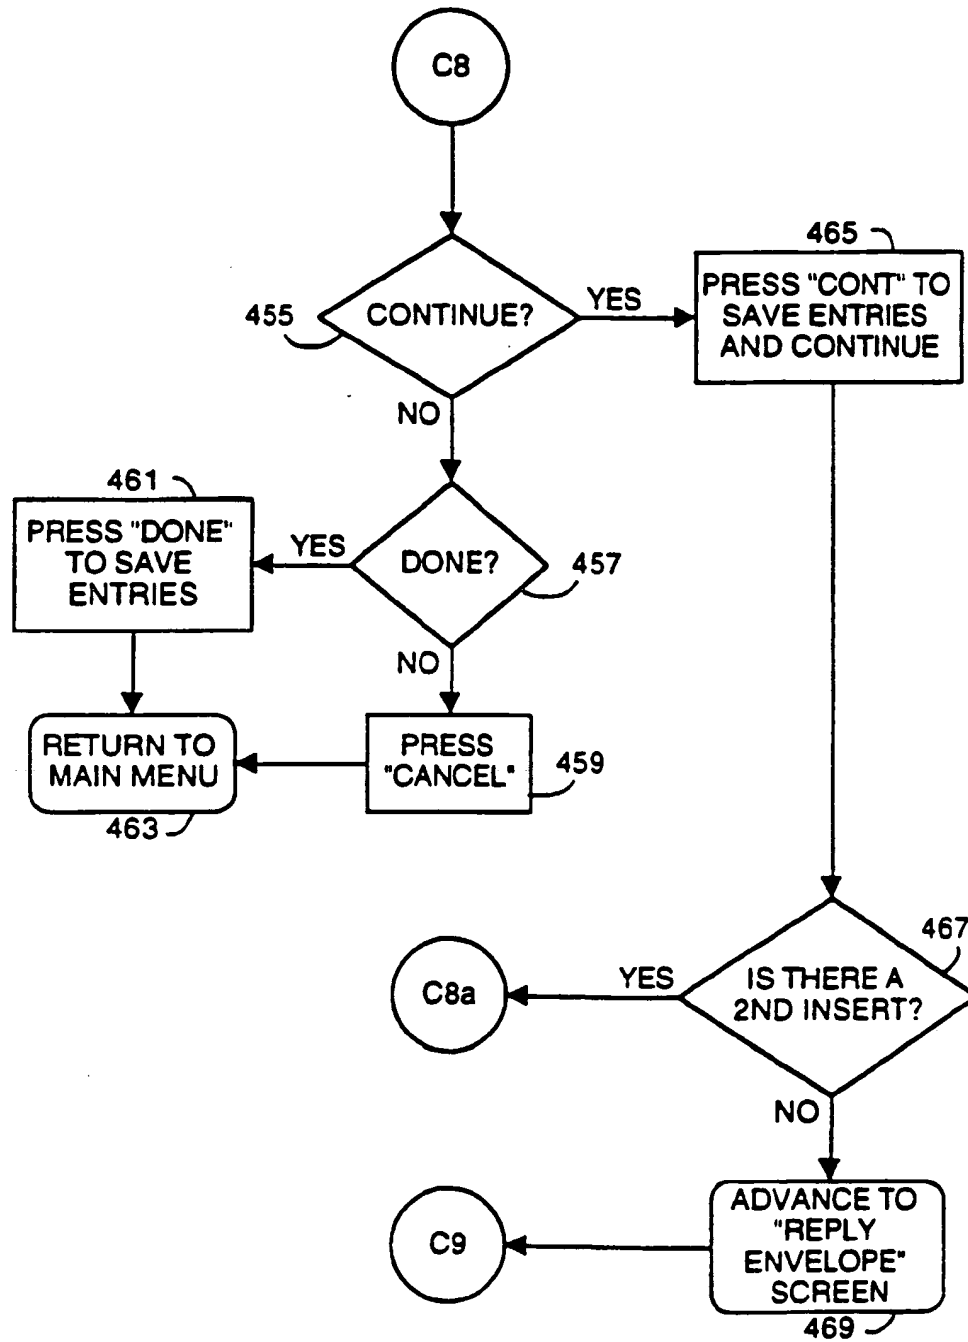 C8
465
PRESS "CONT" TO
SAVE ENTRIES
AND CONTINUE
455
CONTINUE?
YES
NO
461
PRESS "DONE"
TO SAVE
ENTRIES
YES
DONE?
457
NO
RETURN TO
MAIN MENU
463
PRESS
"CANCEL"
459
467
C8a
YES
IS THERE A
2ND INSERT?
NO
C9
ADVANCE TO
"REPLY
ENVELOPE"
SCREEN
469